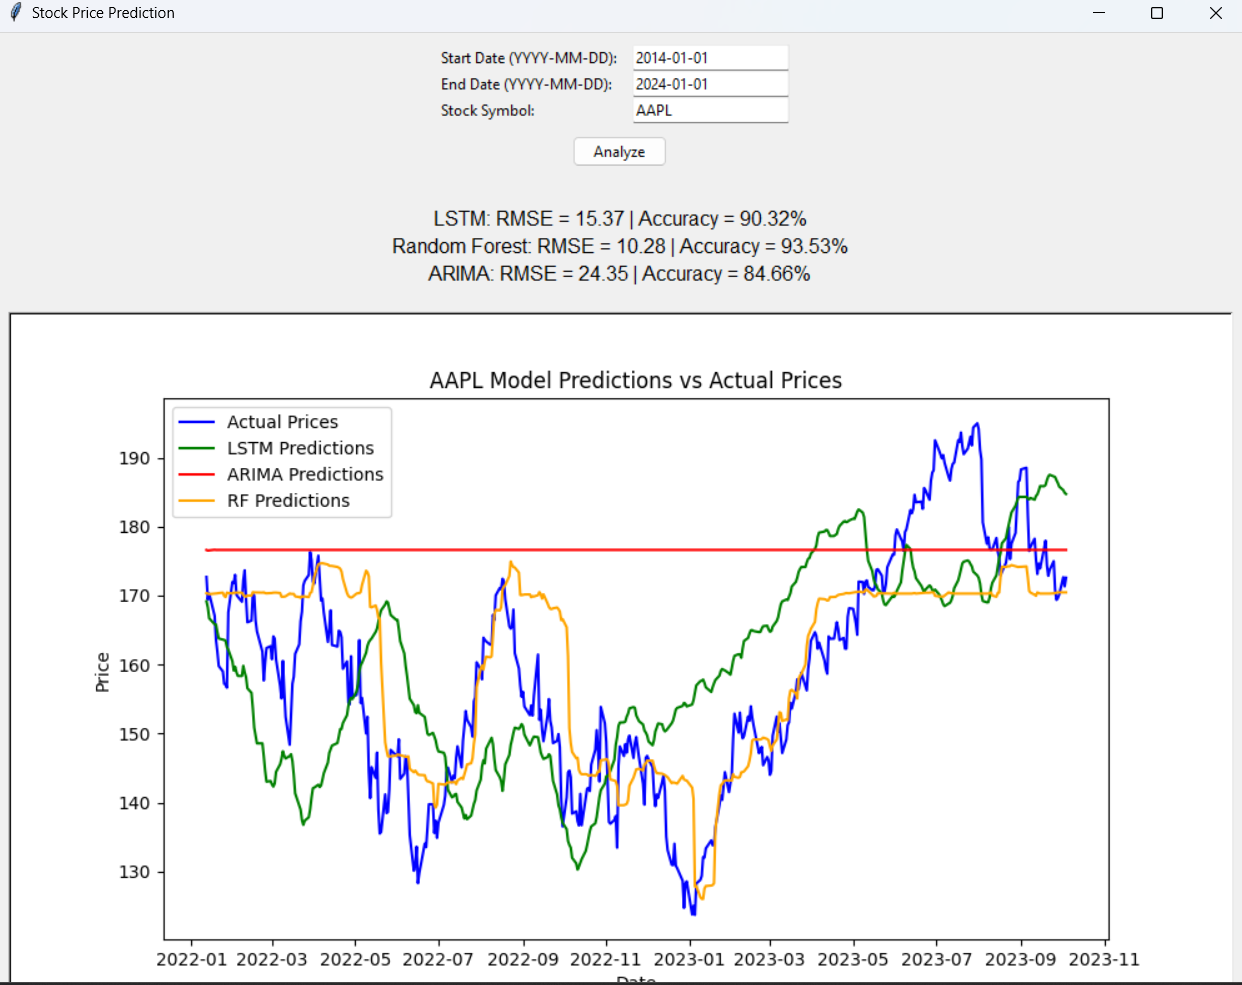 Stock Price Prediction
Start Date (YYYY-MM-DD): 2014-01-01
End Date (YYYY-MM-DD): 2024-01-01
Stock Symbol: AAPL
Analyze
LSTM: RMSE = 15.37 | Accuracy = 90.32%
Random Forest: RMSE = 10.28 | Accuracy = 93.53%
ARIMA: RMSE = 24.35 | Accuracy = 84.66%
AAPL Model Predictions vs Actual Prices
Actual Prices
LSTM Predictions
ARIMA Predictions
RF Predictions
Price
190
180
170
160
150
140
130
2022-01 2022-03 2022-05 2022-07 2022-09 2022-11 2023-01 2023-03 2023-05 2023-07 2023-09 2023-11
Date